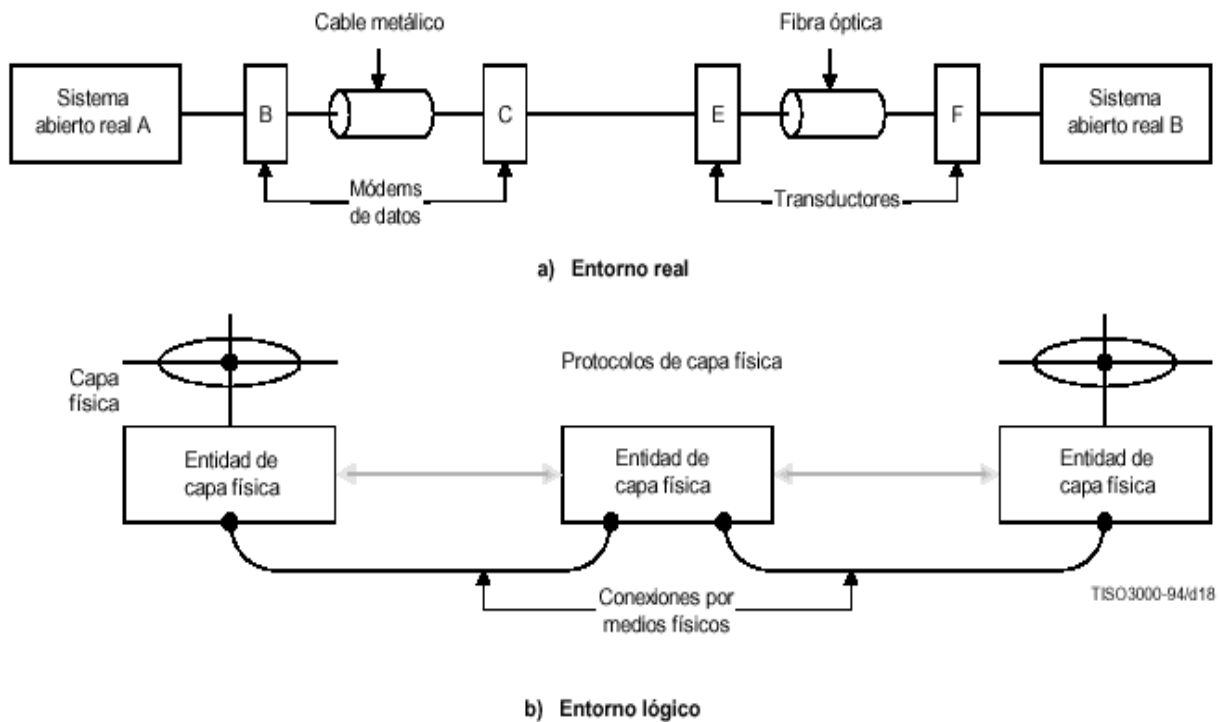 Cable metálico
Fibra óptica
Sistema
abierto real A
B
C
E
F
Sistema
abierto real B
Módems
de datos
Transductores
a) Entorno real
Capa
física
Protocolos de capa física
Entidad de
capa física
Entidad de
capa física
Entidad de
capa física
Conexiones por
medios físicos
TISO3000-94/d18
b) Entorno lógico